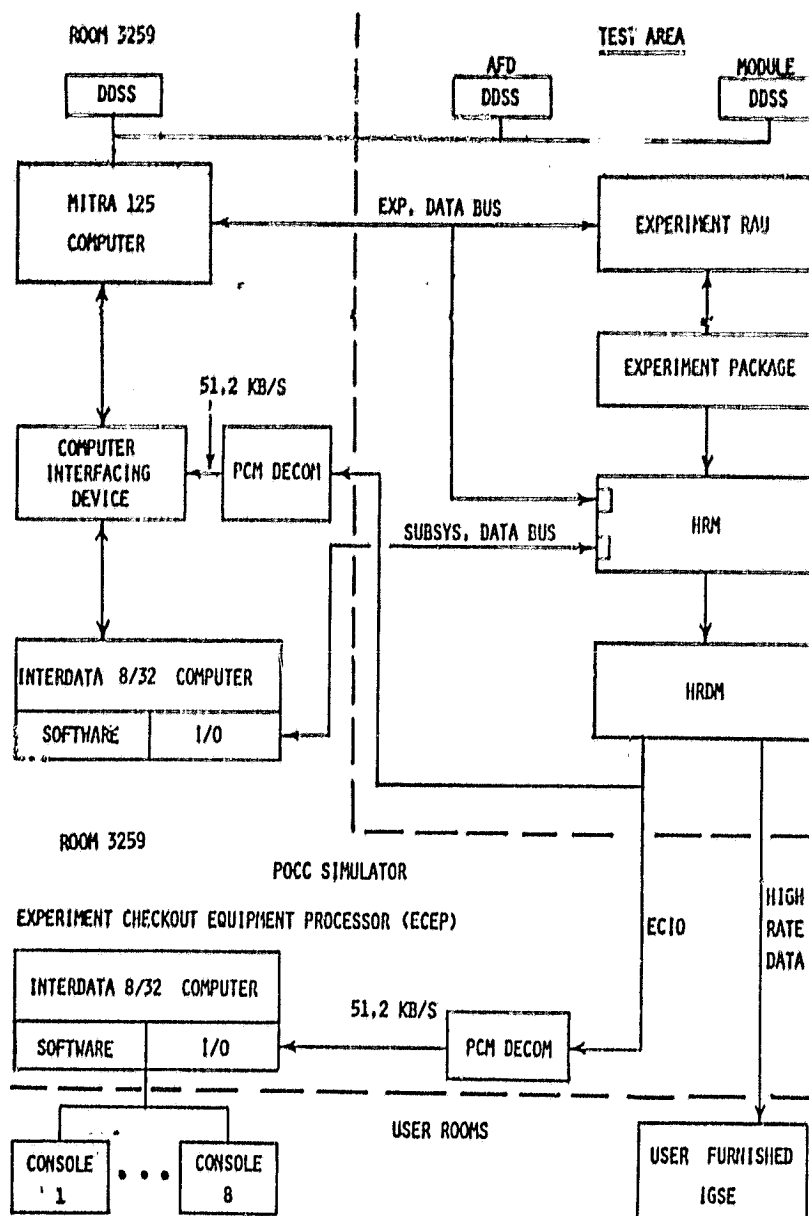 ROOM 3259
TEST AREA
DDSS
AFD
DDSS
MODULE
DDSS
MITRA 125
COMPUTER
EXP. DATA BUS
EXPERIMENT RAU
EXPERIMENT PACKAGE
51.2 KB/S
COMPUTER
INTERFACING
DEVICE
PCM DECOM
HRM
SUBSYS. DATA BUS
INTERDATA 8/32 COMPUTER
SOFTWARE
I/O
HRDM
ROOM 3259
POCC SIMULATOR
EXPERIMENT CHECKOUT EQUIPMENT PROCESSOR (ECEP)
ECIO
HIGH
RATE
DATA
INTERDATA 8/32 COMPUTER
SOFTWARE
I/O
51.2 KB/S
PCM DECOM
USER ROOMS
CONSOLE
1
CONSOLE
8
USER FURNISHED
IGSE